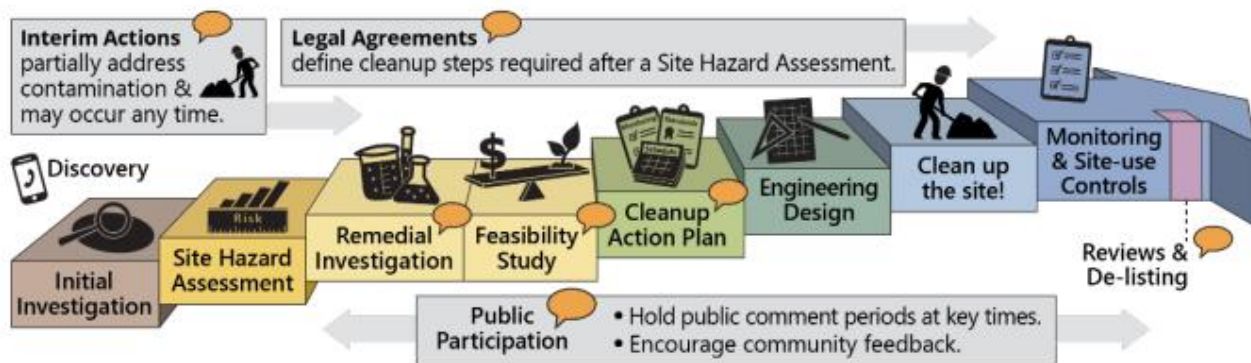 Interim Actions
partially address
contamination &
may occur any time.
Legal Agreements
define cleanup steps required after a Site Hazard Assessment.
Discovery
Initial
Investigation
Risk
Site Hazard
Assessment
Remedial
Investigation
$
Feasibility
Study
Schedule
Cleanup
Action Plan
Engineering
Design
Clean up
the site!
Monitoring
& Site-use
Controls
Reviews &
De-listing
Public
Participation
• Hold public comment periods at key times.
• Encourage community feedback.